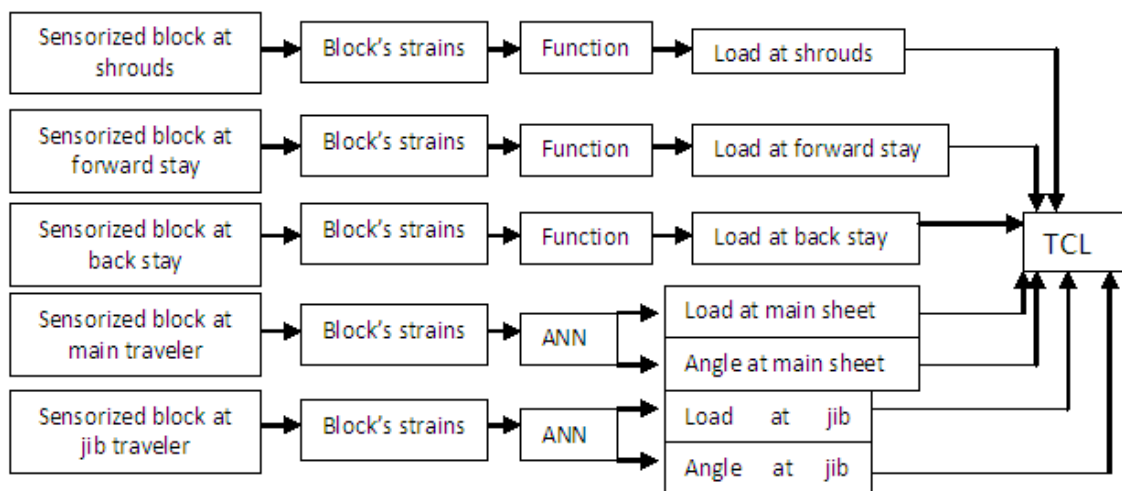 Sensorized block at
shrouds
Block's strains
Function
Load at shrouds
Sensorized block at
forward stay
Block's strains
Function
Load at forward stay
Sensorized block at
back stay
Block's strains
Function
Load at back stay
TCL
Sensorized block at
main traveler
Block's strains
ANN
Load at main sheet
Angle at main sheet
Sensorized block at
jib traveler
Block's strains
ANN
Load at jib
Angle at jib